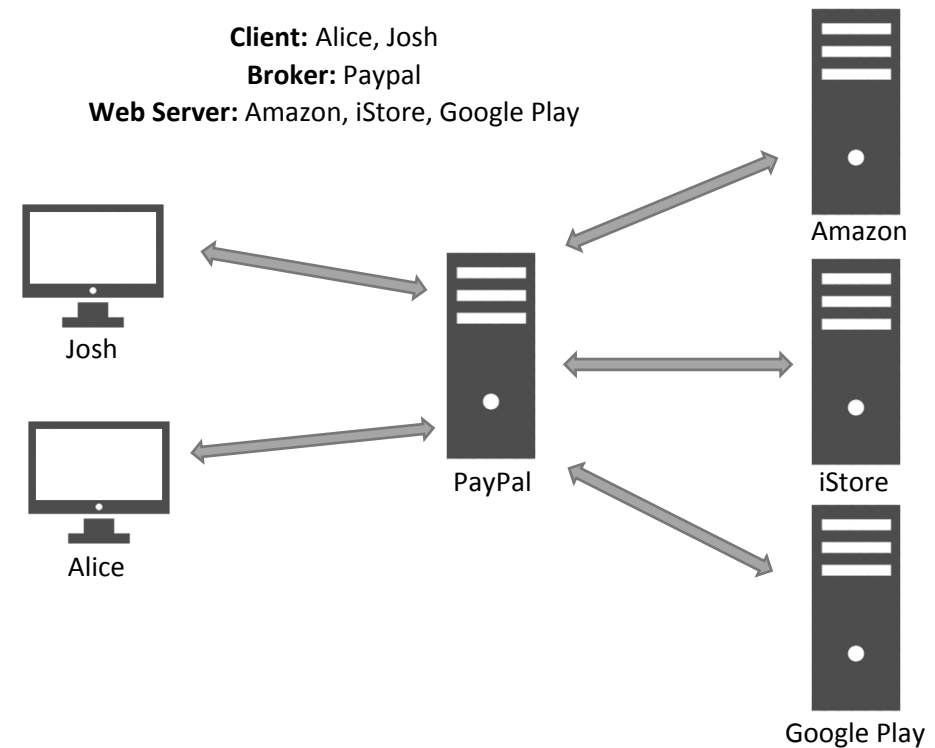 Client: Alice, Josh
Broker: Paypal
Web Server: Amazon, iStore, Google Play
Amazon
Josh
PayPal
iStore
Alice
Google Play